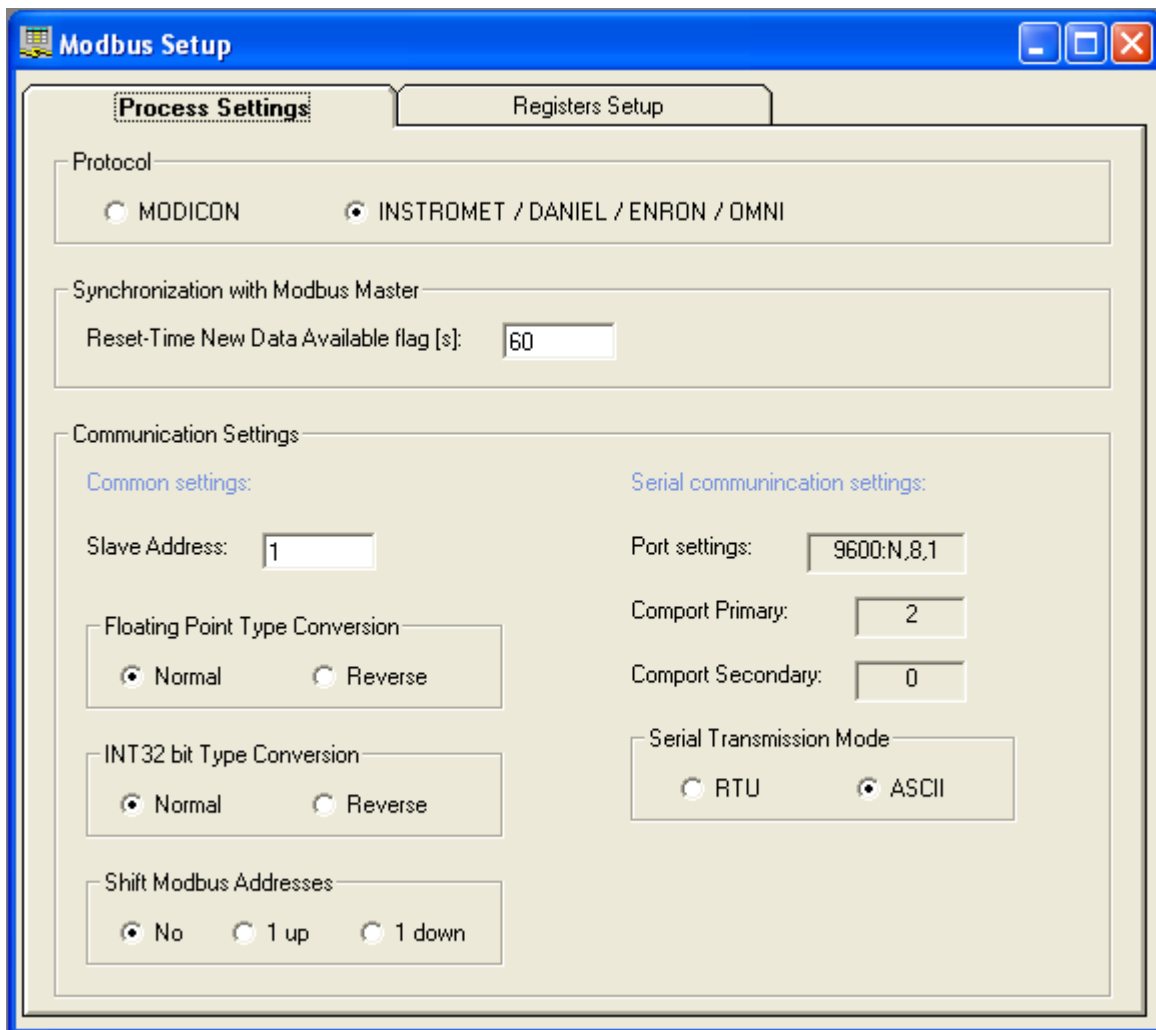 Modbus Setup
Process Settings
Registers Setup
Protocol
MODICON
INSTROMET / DANIEL / ENRON / OMNI
Synchronization with Modbus Master
Reset-Time New Data Available flag [s]:
60
Communication Settings
Common settings:
Slave Address:
1
Floating Point Type Conversion
Normal
Reverse
INT32 bit Type Conversion
Normal
Reverse
Shift Modbus Addresses
No
1 up
1 down
Serial communincation settings:
Port settings:
9600:N,8,1
Comport Primary:
2
Comport Secondary:
0
Serial Transmission Mode
RTU
ASCII